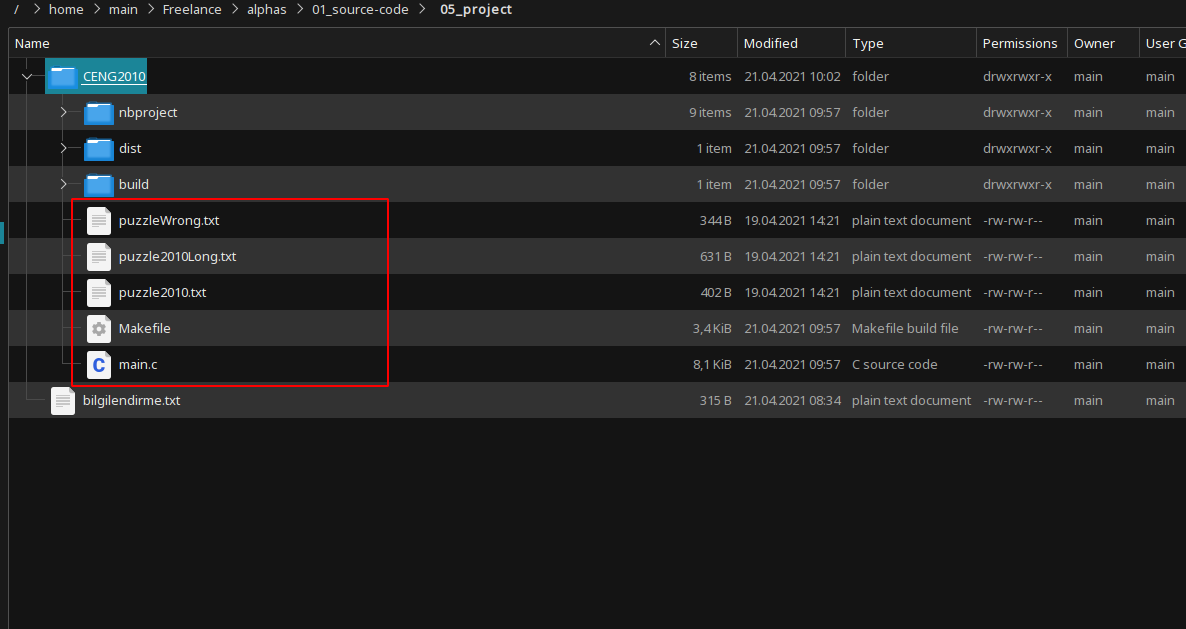 / > home > main > Freelance > alphas > 01_source-code > 05_project
Name Size Modified Type Permissions Owner User G
CENG2010 8 items 21.04.2021 10:02 folder drwxrwxr-x main main
nbproject 9 items 21.04.2021 09:57 folder drwxrwxr-x main main
dist 1 item 21.04.2021 09:57 folder drwxrwxr-x main main
build 1 item 21.04.2021 09:57 folder drwxrwxr-x main main
puzzleWrong.txt 344 B 19.04.2021 14:21 plain text document -rw-rw-r-- main main
puzzle2010Long.txt 631 B 19.04.2021 14:21 plain text document -rw-rw-r-- main main
puzzle2010.txt 402 B 19.04.2021 14:21 plain text document -rw-rw-r-- main main
Makefile 3,4 KiB 21.04.2021 09:57 Makefile build file -rw-rw-r-- main main
C main.c 8,1 KiB 21.04.2021 09:57 C source code -rw-rw-r-- main main
bilgilendirme.txt 315 B 21.04.2021 08:34 plain text document -rw-rw-r-- main main